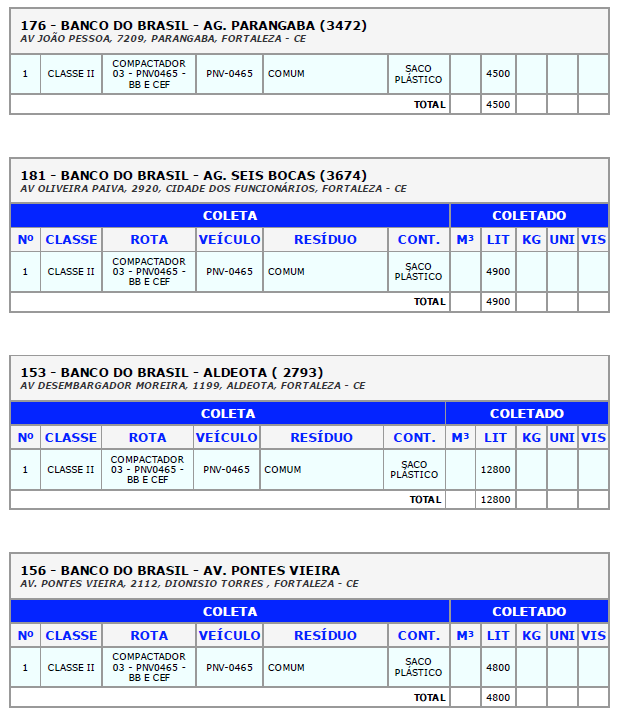 176 - BANCO DO BRASIL - AG. PARANGABA (3472)
AV JOÃO PESSOA, 7209, PARANGABA, FORTALEZA - CE
1 CLASSE II COMPACTADOR 03 - PNV0465 - BB E CEF PNV-0465 COMUM SACO PLÁSTICO 4500
TOTAL 4500
181 - BANCO DO BRASIL - AG. SEIS BOCAS (3674)
AV OLIVEIRA PAIVA, 2920, CIDADE DOS FUNCIONÁRIOS, FORTALEZA - CE
COLETA COLETADO
Nº CLASSE ROTA VEÍCULO RESÍDUO CONT. M³ LIT KG UNI VIS
1 CLASSE II COMPACTADOR 03 - PNV0465 - BB E CEF PNV-0465 COMUM SACO PLÁSTICO 4900
TOTAL 4900
153 - BANCO DO BRASIL - ALDEOTA ( 2793)
AV DESEMBARGADOR MOREIRA, 1199, ALDEOTA, FORTALEZA - CE
COLETA COLETADO
Nº CLASSE ROTA VEÍCULO RESÍDUO CONT. M³ LIT KG UNI VIS
1 CLASSE II COMPACTADOR 03 - PNV0465 - BB E CEF PNV-0465 COMUM SACO PLÁSTICO 12800
TOTAL 12800
156 - BANCO DO BRASIL - AV. PONTES VIEIRA
AV. PONTES VIEIRA, 2112, DIONISIO TORRES , FORTALEZA - CE
COLETA COLETADO
Nº CLASSE ROTA VEÍCULO RESÍDUO CONT. M³ LIT KG UNI VIS
1 CLASSE II COMPACTADOR 03 - PNV0465 - BB E CEF PNV-0465 COMUM SACO PLÁSTICO 4800
TOTAL 4800